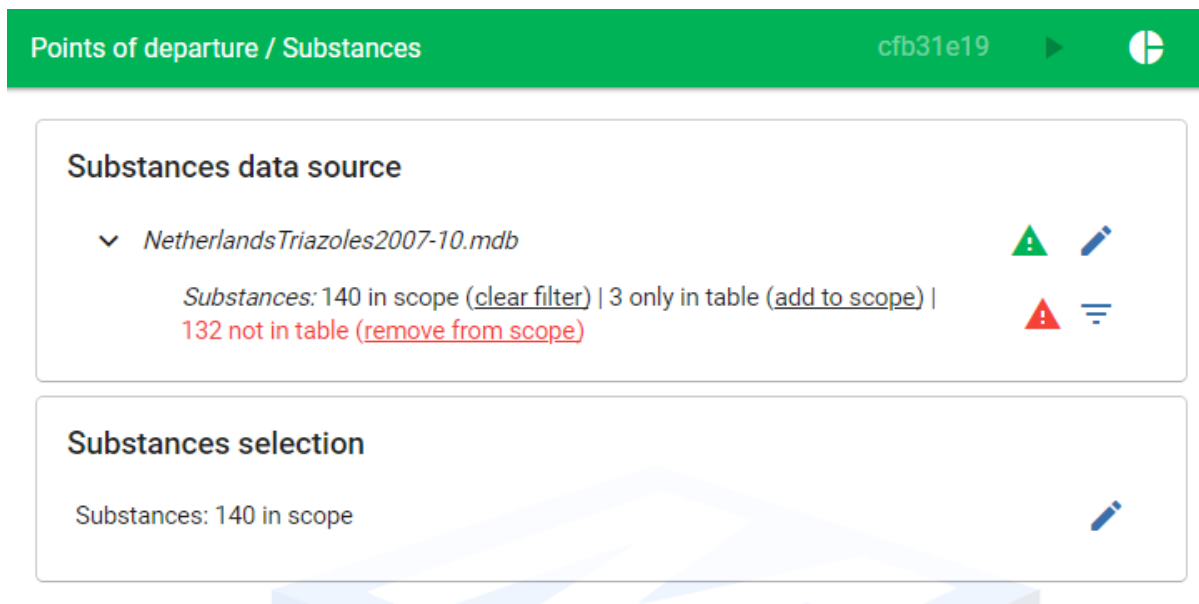 Points of departure / Substances
cfb31e19
Substances data source
NetherlandsTriazoles2007-10.mdb
Substances: 140 in scope (clear filter) | 3 only in table (add to scope) |
132 not in table (remove from scope)
Substances selection
Substances: 140 in scope